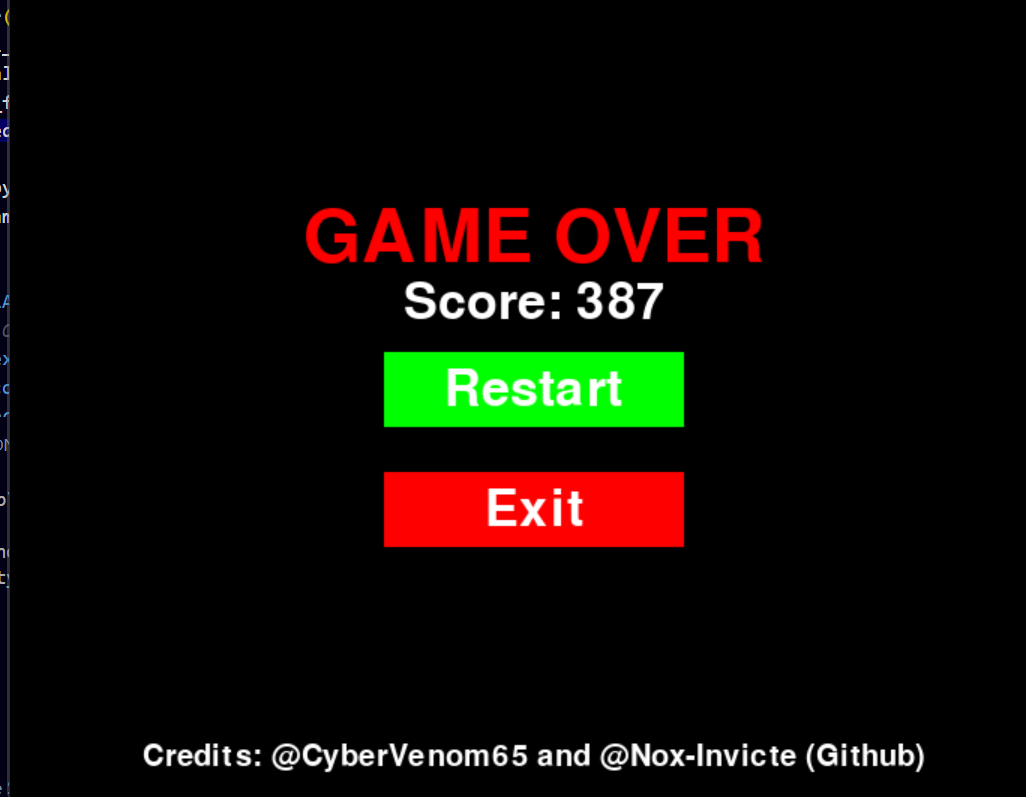 GAME OVER
Score: 387
Restart
Exit
Credits: @CyberVenom65 and @Nox-Invicte (Github)